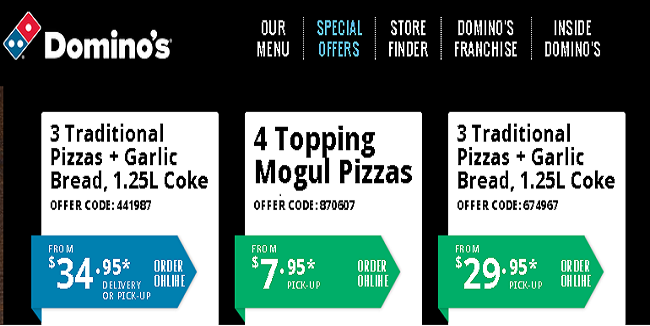 Domino's
OUR MENU
SPECIAL OFFERS
STORE FINDER
DOMINO'S FRANCHISE
INSIDE DOMINO'S
3 Traditional
Pizzas + Garlic
Bread, 1.25L Coke
OFFER CODE: 441987
FROM
$34.95*
DELIVERY
OR PICK-UP
ORDER
ONLINE
4 Topping
Mogul Pizzas
OFFER CODE: 870607
FROM
$7.95*
PICK-UP
ORDER
ONLINE
3 Traditional
Pizzas + Garlic
Bread, 1.25L Coke
OFFER CODE: 674967
FROM
$29.95*
PICK-UP
ORDER
ONLINE